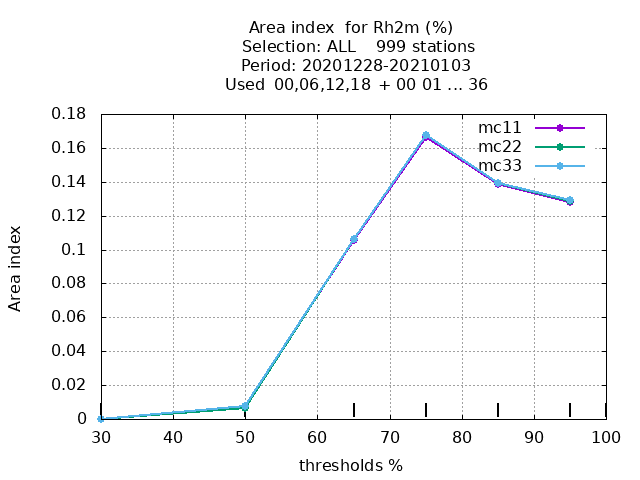 Area index  for Rh2m (%)
Selection: ALL    999 stations
Period: 20201228-20210103
Used  00,06,12,18  + 00 01 ... 36
mc11
mc22
mc33
Area index
0.18
0.16
0.14
0.12
0.1
0.08
0.06
0.04
0.02
0
30 40 50 60 70 80 90 100
thresholds %